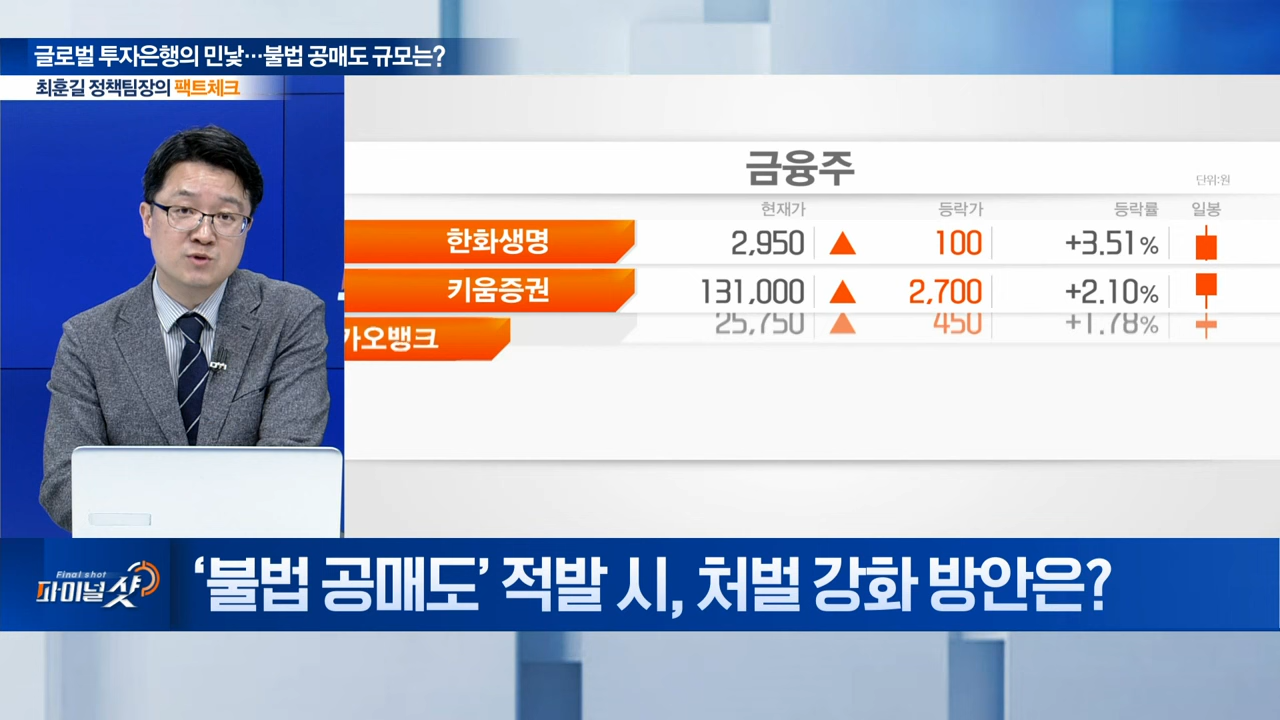 글로벌 투자은행의 민낯…불법 공매도 규모는?
최훈길 정책팀장의 팩트체크
금융주
단위:원
현재가 등락가 등락률 일봉
한화생명 2,950 ▲ 100 +3.51%
키움증권 131,000 ▲ 2,700 +2.10%
카오뱅크 25,750 ▲ 450 +1.78%
Final shot
파이널샷
‘불법 공매도’ 적발 시, 처벌 강화 방안은?